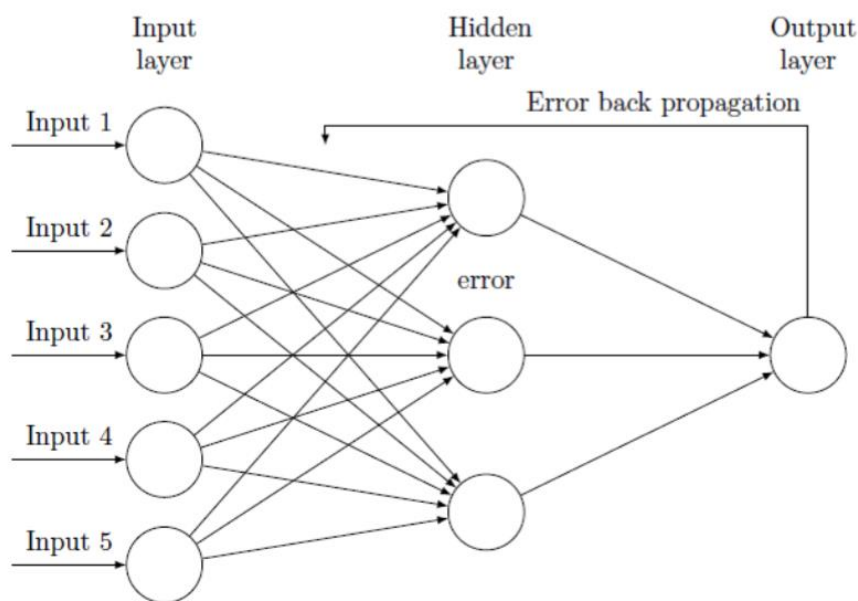 Input
layer
Hidden
layer
Output
layer
Error back propagation
Input 1
Input 2
error
Input 3
Input 4
Input 5